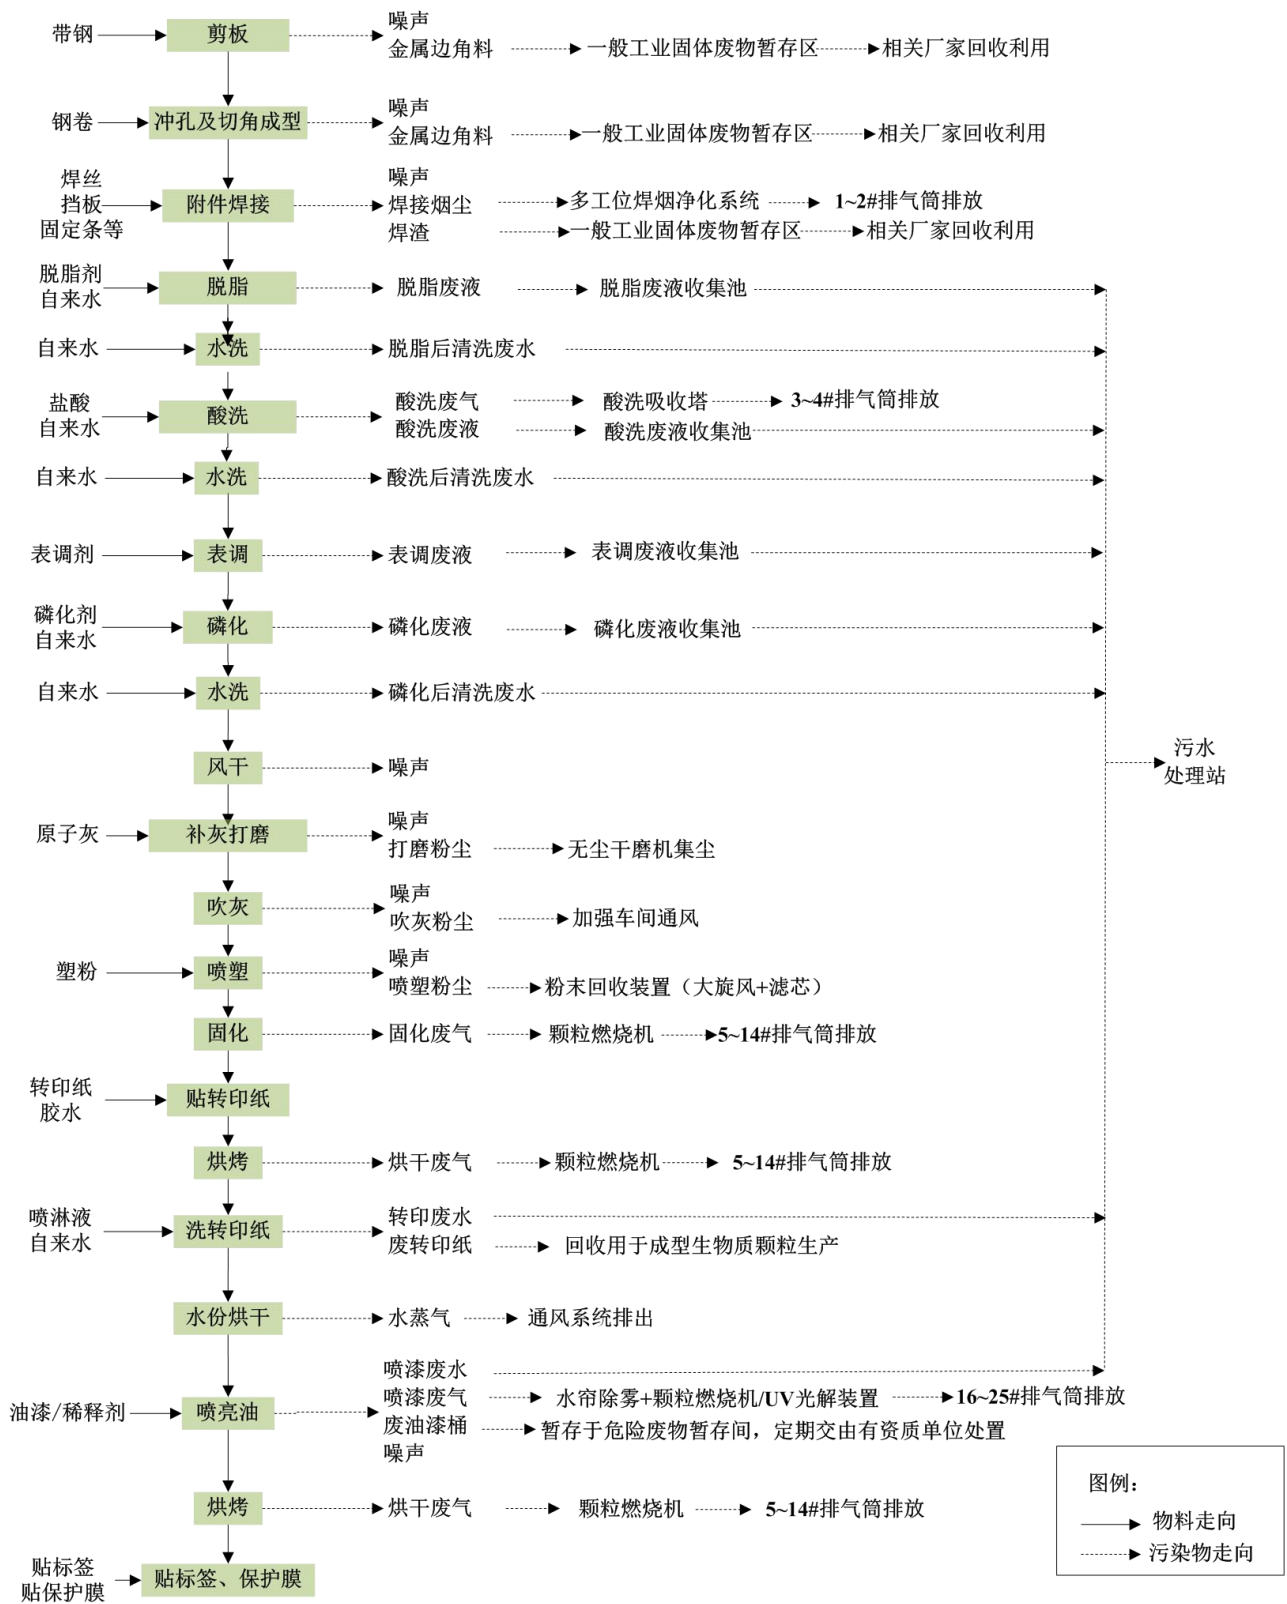 带钢 剪板 噪声
金属边角料 一般工业固体废物暂存区 相关厂家回收利用
钢卷 冲孔及切角成型 噪声
金属边角料 一般工业固体废物暂存区 相关厂家回收利用
焊丝
挡板
固定条等
附件焊接
噪声
焊接烟尘 多工位焊烟净化系统 1~2#排气筒排放
焊渣 一般工业固体废物暂存区 相关厂家回收利用
脱脂剂
自来水
脱脂 脱脂废液 脱脂废液收集池
自来水 水洗 脱脂后清洗废水
盐酸
自来水
酸洗
酸洗废气 酸洗吸收塔 3~4#排气筒排放
酸洗废液 酸洗废液收集池
自来水 水洗 酸洗后清洗废水
表调剂 表调 表调废液 表调废液收集池
磷化剂
自来水
磷化 磷化废液 磷化废液收集池
自来水 水洗 磷化后清洗废水
污水
处理站
风干 噪声
原子灰 补灰打磨 噪声
打磨粉尘 无尘干磨机集尘
吹灰 噪声
吹灰粉尘 加强车间通风
塑粉 喷塑 噪声
喷塑粉尘 粉末回收装置（大旋风+滤芯）
固化 固化废气 颗粒燃烧机 5~14#排气筒排放
转印纸
胶水
贴转印纸
烘烤 烘干废气 颗粒燃烧机 5~14#排气筒排放
喷淋液
自来水
洗转印纸
转印废水
废转印纸 回收用于成型生物质颗粒生产
水份烘干 水蒸气 通风系统排出
油漆/稀释剂 喷亮油
喷漆废水
喷漆废气 水帘除雾+颗粒燃烧机/UV光解装置 16~25#排气筒排放
废油漆桶 暂存于危险废物暂存间，定期交由有资质单位处置
噪声
烘烤 烘干废气 颗粒燃烧机 5~14#排气筒排放
贴标签
贴保护膜
贴标签、保护膜
图例：
物料走向
污染物走向